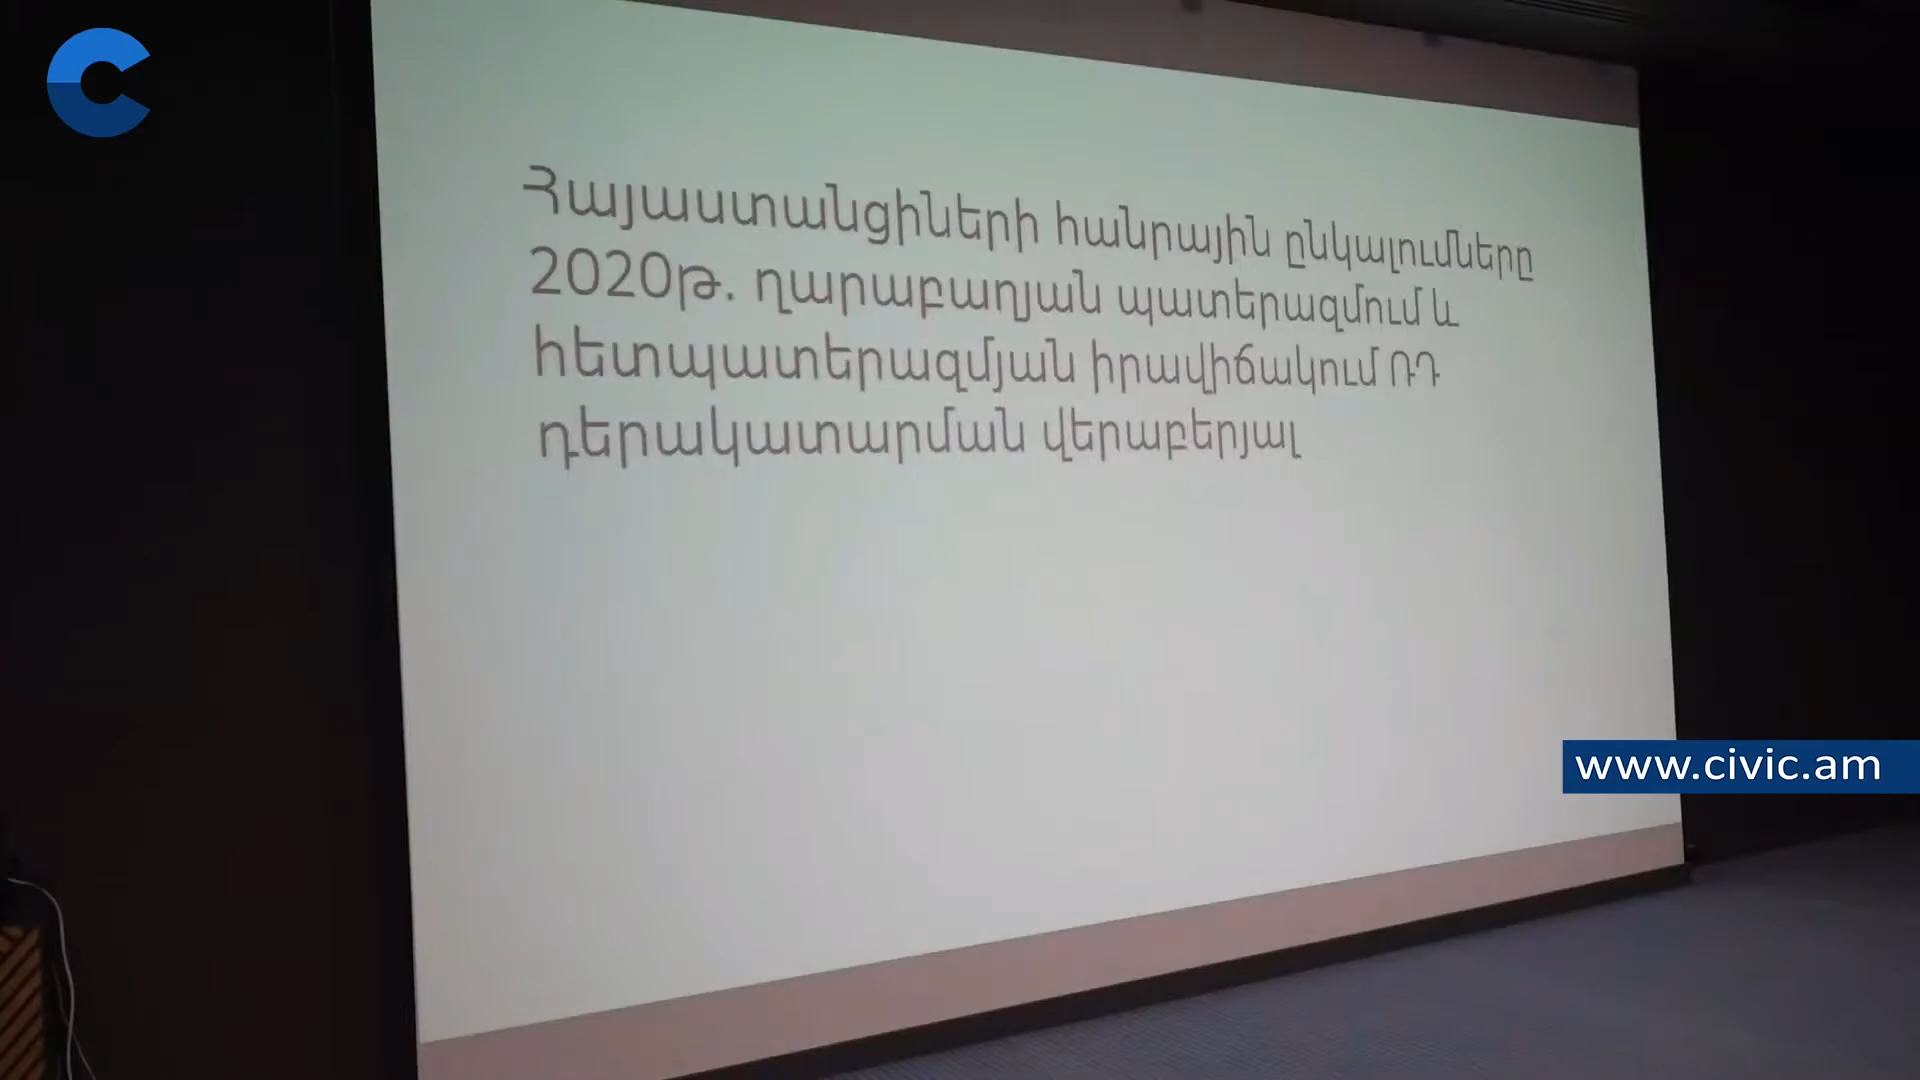 Հայաստանցիների հանրային ընկալումները
2020թ. ղարաբաղյան պատերազմում և
հետպատերազմյան իրավիճակում ՌԴ
դերակատարման վերաբերյալ
www.civic.am